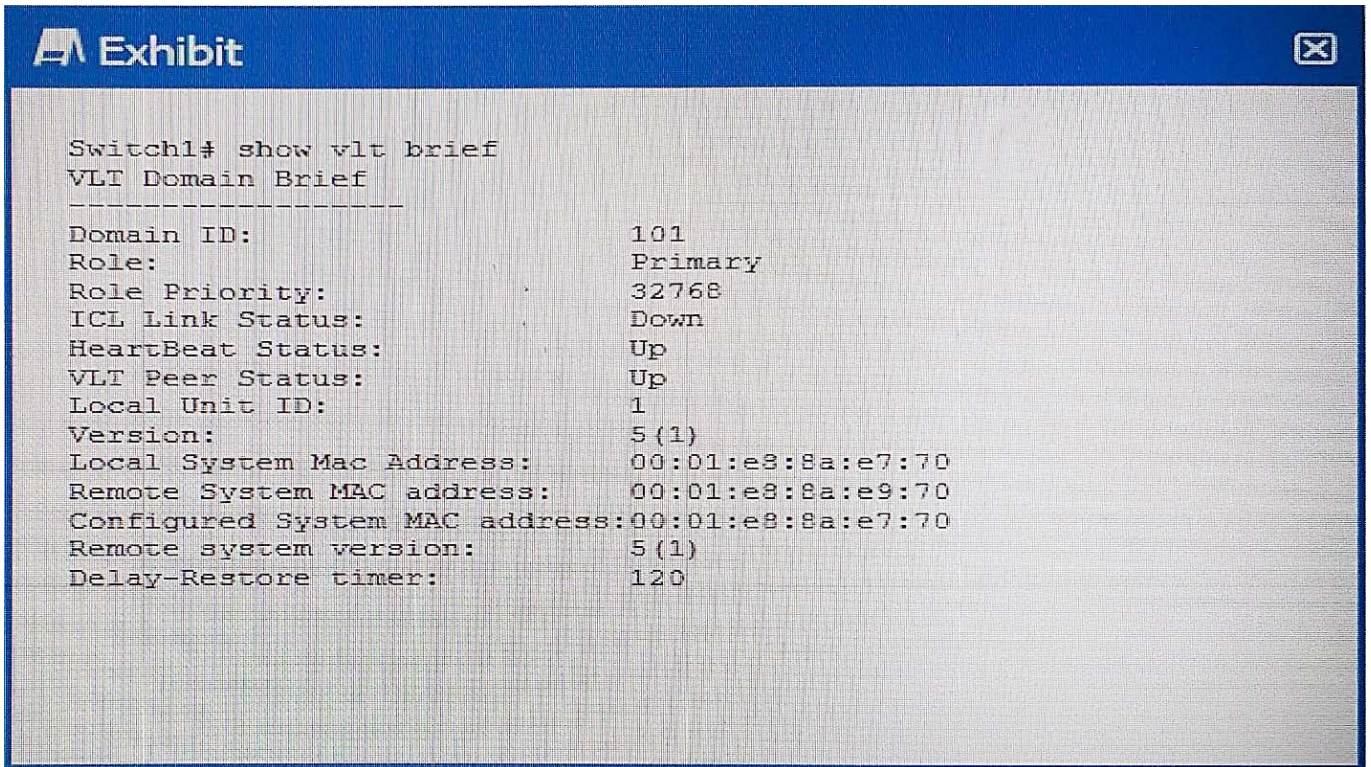 Exhibit
Switch1# show vlt brief
VLT Domain Brief
------------------
Domain ID: 101
Role: Primary
Role Priority: 32768
ICL Link Status: Down
HeartBeat Status: Up
VLT Peer Status: Up
Local Unit ID: 1
Version: 5(1)
Local System Mac Address: 00:01:e8:8a:e7:70
Remote System MAC address: 00:01:e8:8a:e9:70
Configured System MAC address:00:01:e8:8a:e7:70
Remote system version: 5(1)
Delay-Restore timer: 120